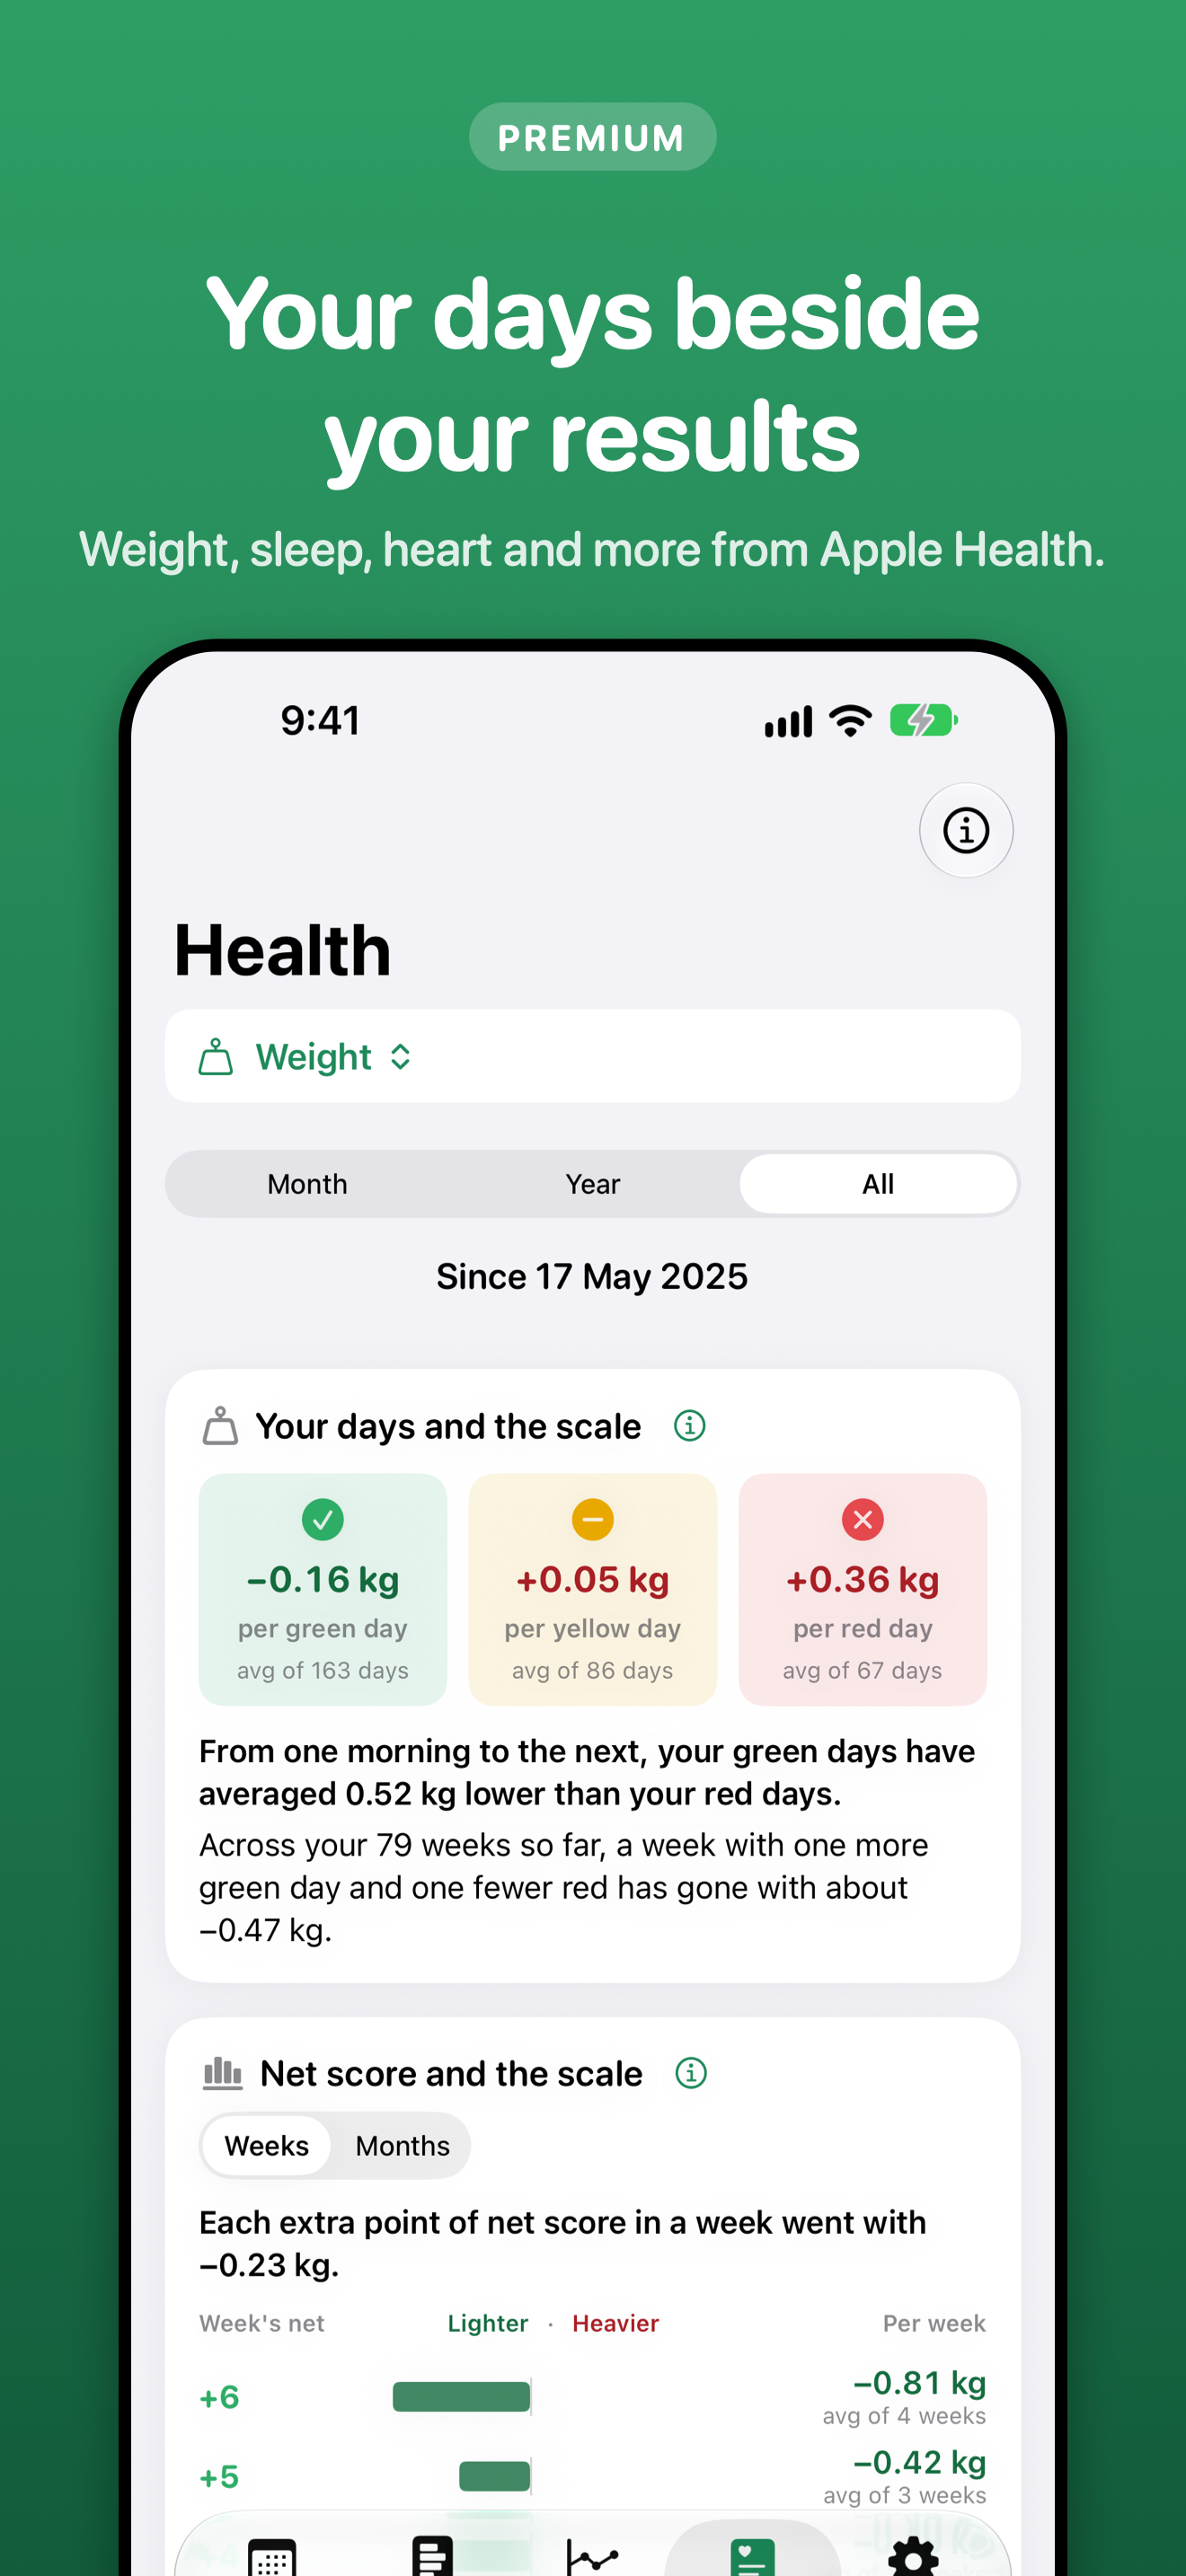 PREMIUM
Your days beside
your results
Weight, sleep, heart and more from Apple Health.
9:41
Health
Weight
Month Year All
Since 17 May 2025
Your days and the scale
−0.16 kg +0.05 kg +0.36 kg
per green day per yellow day per red day
avg of 163 days avg of 86 days avg of 67 days
From one morning to the next, your green days have
averaged 0.52 kg lower than your red days.
Across your 79 weeks so far, a week with one more
green day and one fewer red has gone with about
−0.47 kg.
Net score and the scale
Weeks Months
Each extra point of net score in a week went with
−0.23 kg.
Week's net Lighter · Heavier Per week
+6 −0.81 kg
avg of 4 weeks
+5 −0.42 kg
avg of 3 weeks